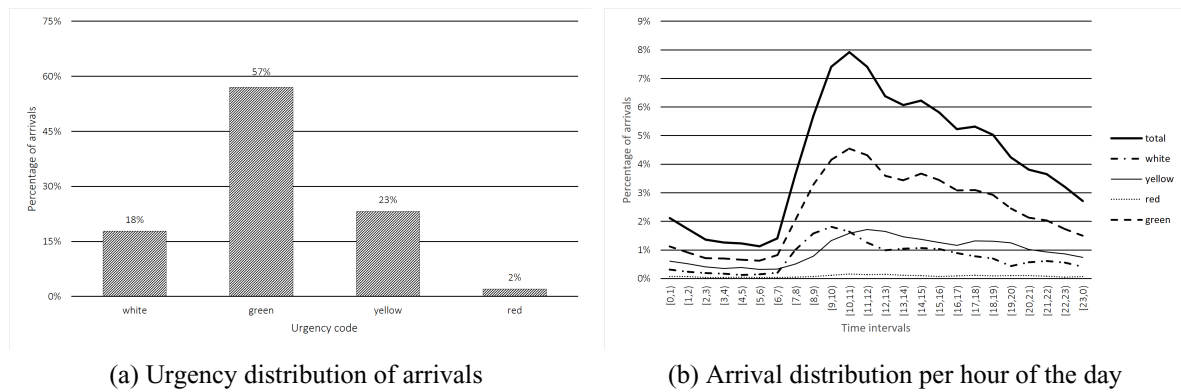 75%
60%
45%
30%
15%
0%
Percentage of arrivals
18%
57%
23%
2%
white
green
yellow
red
Urgency code
(a) Urgency distribution of arrivals
9%
8%
7%
6%
5%
4%
3%
2%
1%
0%
Percentage of arrivals
[0,1)
[1,2)
[2,3)
[3,4)
[4,5)
[5,6)
[6,7)
[7,8)
[8,9)
[9,10)
[10,11)
[11,12)
[12,13)
[13,14)
[14,15)
[15,16)
[16,17)
[17,18)
[18,19)
[19,20)
[20,21)
[21,22)
[22,23)
[23,0)
Time intervals
total
white
yellow
red
green
(b) Arrival distribution per hour of the day